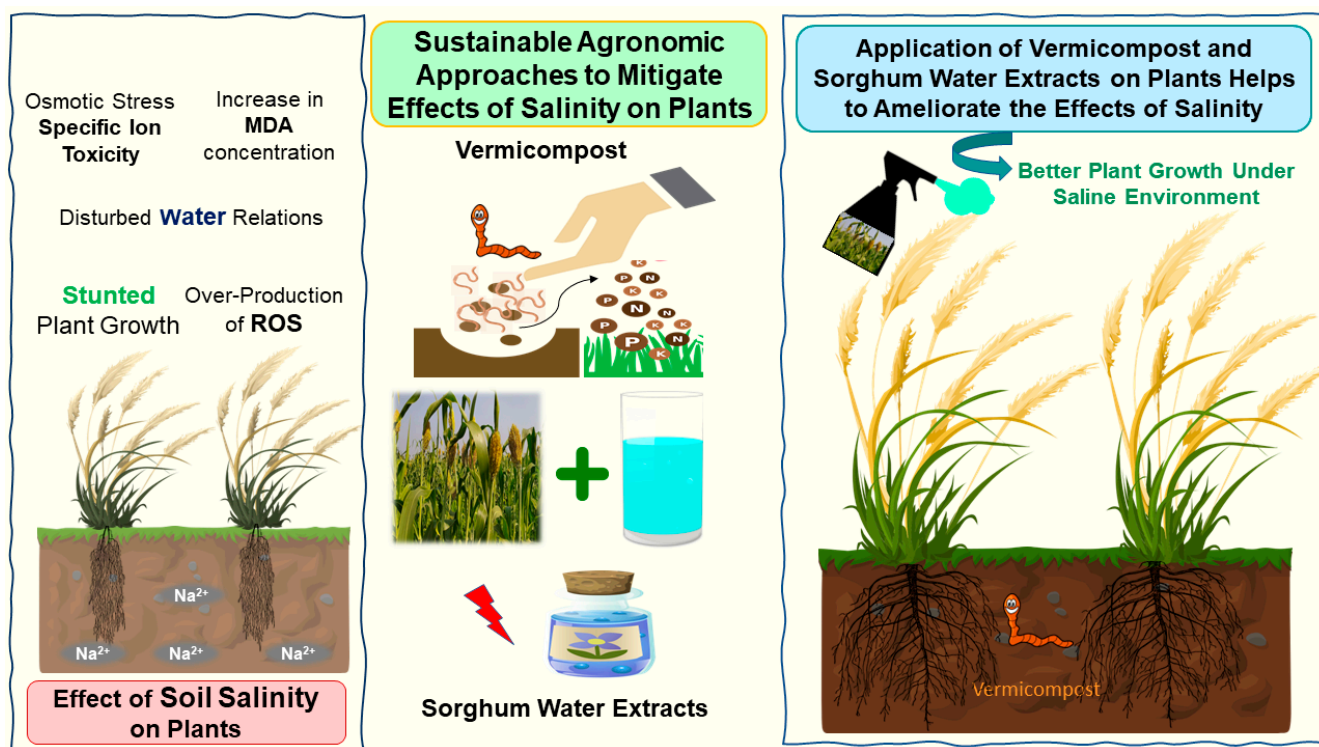 Osmotic Stress
Specific Ion
Toxicity
Increase in
MDA
concentration
Disturbed Water Relations
Stunted
Plant Growth
Over-Production
of ROS
Na²⁺
Na²⁺
Na²⁺
Na²⁺
Effect of Soil Salinity
on Plants
Sustainable Agronomic
Approaches to Mitigate
Effects of Salinity on Plants
Vermicompost
K
P
N
K
K
P
K
N
K
P
K
N
P
K
Sorghum Water Extracts
Application of Vermicompost and
Sorghum Water Extracts on Plants Helps
to Ameliorate the Effects of Salinity
Better Plant Growth Under
Saline Environment
Vermicompost